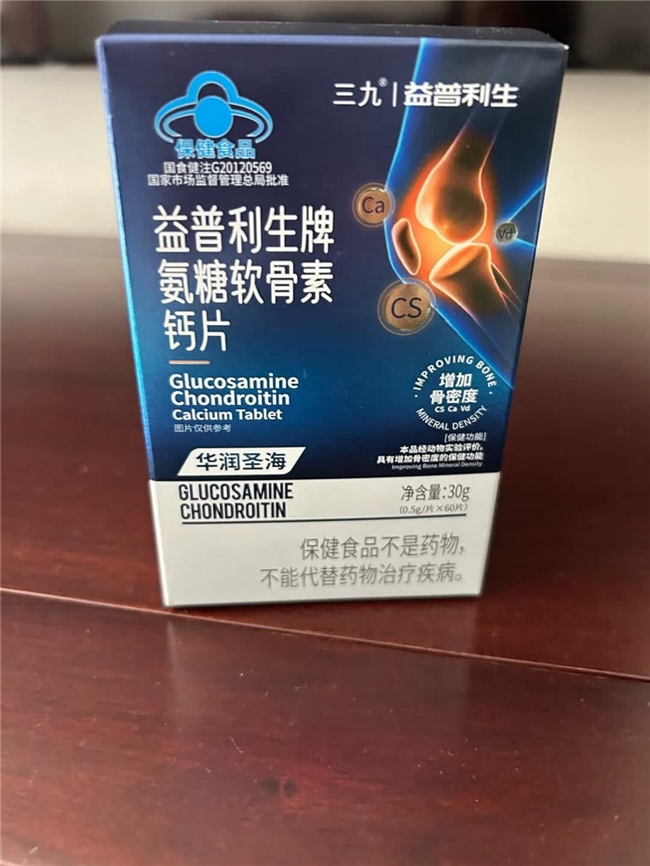 三九®|益普利生
保健食品
国食健注G20120569
国家市场监督管理总局批准
益普利生牌
氨糖软骨素
钙片
Glucosamine
Chondroitin
Calcium Tablet
图片仅供参考
Ca
Vd
CS
·IMPROVING BONE·
增加
骨密度
CS Ca Vd
MINERAL DENSITY
[保健功能]
本品经动物实验评价,
具有增加骨密度的保健功能
Improving Bone Mineral Density
华润圣海
GLUCOSAMINE
CHONDROITIN
净含量:30g
(0.5g/片×60片)
保健食品不是药物,
不能代替药物治疗疾病。